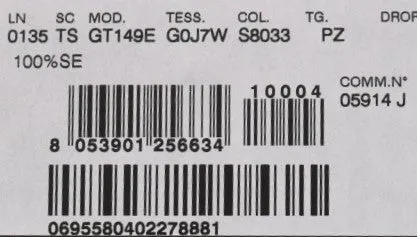 LN SC MOD. TESS. COL. TG. DROP
0135 TS GT149E G0J7W S8033 PZ
100%SE
COMM.N°
10004
05914 J
8 053901 256634
0695580402278881